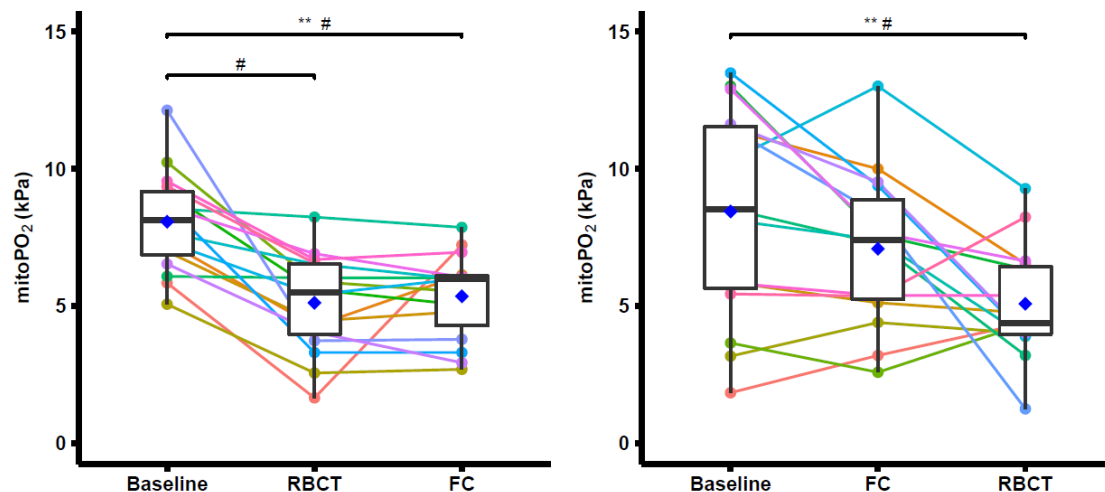 15
** #
#
10
mitoPO2 (kPa)
5
0
Baseline RBCT FC
15
** #
10
mitoPO2 (kPa)
5
0
Baseline FC RBCT